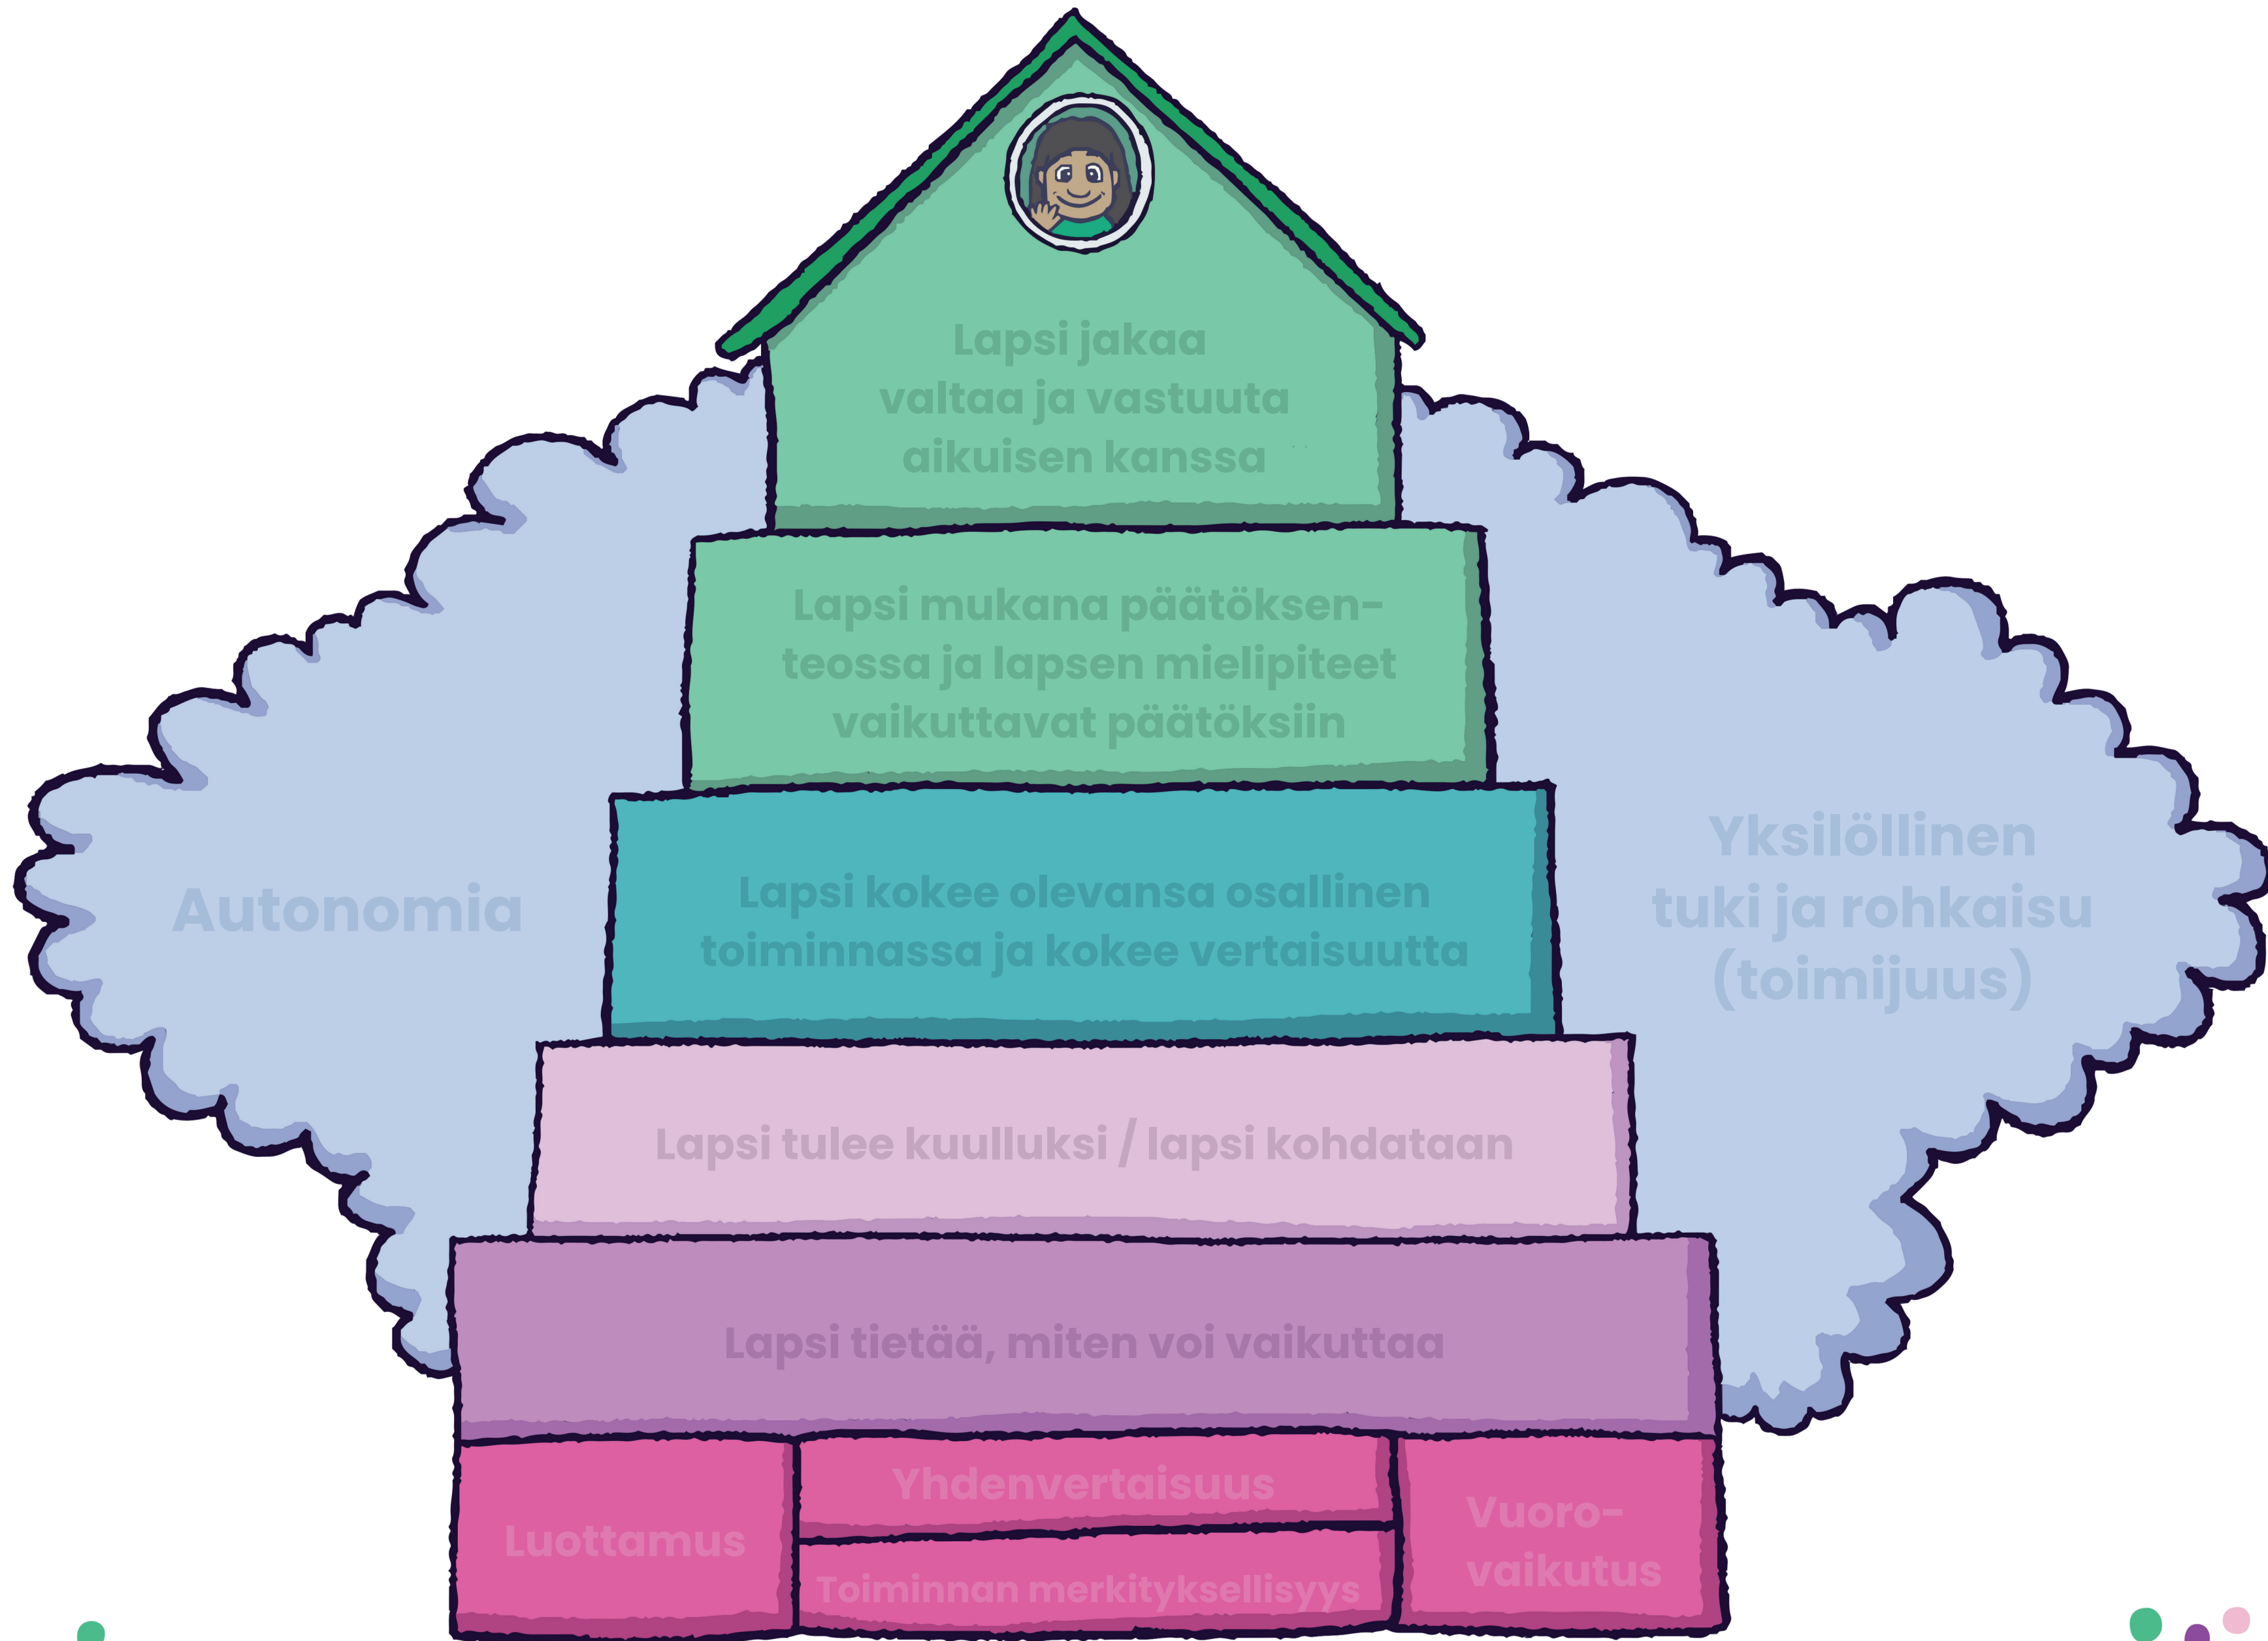 Lapsi jakaa
valtaa ja vastuuta
aikuisen kanssa
Lapsi mukana päätöksen-
teossa ja lapsen mielipiteet
vaikuttavat päätöksiin
Autonomia
Lapsi kokee olevansa osallinen
toiminnassa ja kokee vertaisuutta
Yksilöllinen
tuki ja rohkaisu
(toimijuus)
Lapsi tulee kuulluksi / lapsi kohdataan
Lapsi tietää, miten voi vaikuttaa
Luottamus
Yhdenvertaisuus
Toiminnan merkityksellisyys
Vuoro-
vaikutus